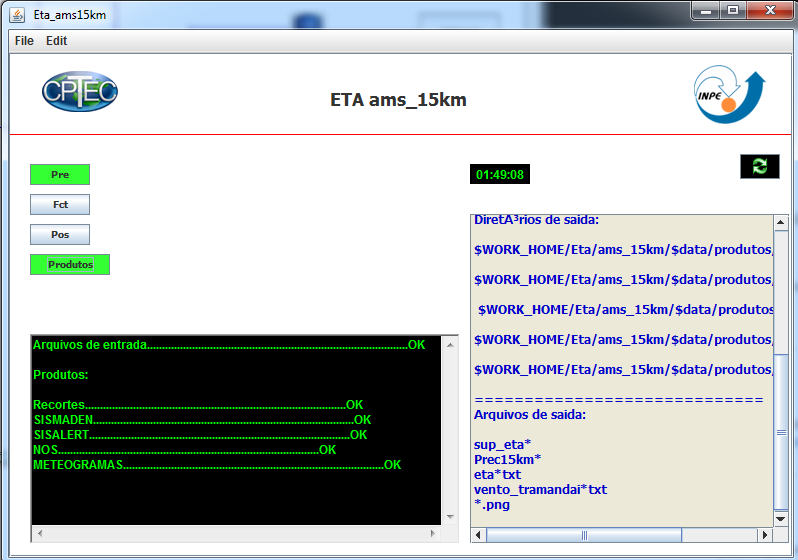 Eta_ams15km
File Edit
CPTEC
ETA ams_15km
INPE
Pre
Fct
Pos
Produtos
01:49:08
Arquivos de entrada.......................................................................................OK
Produtos:
Recortes.......................................................................................OK
SISMADEN.......................................................................................OK
SISALERT.......................................................................................OK
NOS.......................................................................................OK
METEOGRAMAS.......................................................................................OK
DiretÃ³rios de saida:
$WORK_HOME/Eta/ams_15km/$data/produtos/
$WORK_HOME/Eta/ams_15km/$data/produtos/
$WORK_HOME/Eta/ams_15km/$data/produtos
$WORK_HOME/Eta/ams_15km/$data/produtos/
$WORK_HOME/Eta/ams_15km/$data/produtos/
=============================
Arquivos de saida:
sup_eta*
Prec15km*
eta*txt
vento_tramandai*txt
*.png